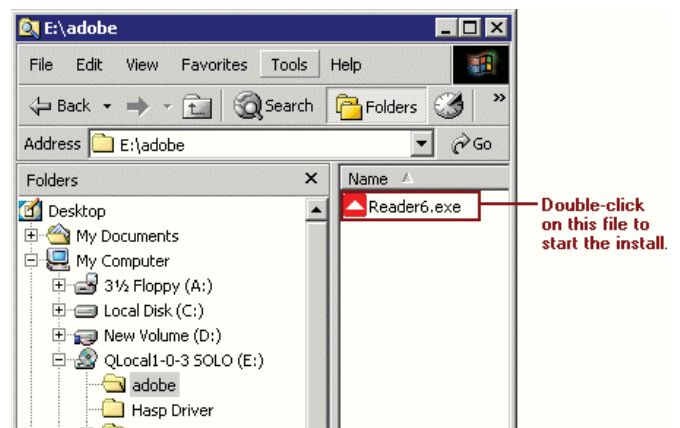 E:\adobe
File Edit View Favorites Tools Help
Back Search Folders »
Address E:\adobe Go
Folders
Name
Desktop
My Documents
My Computer
3½ Floppy (A:)
Local Disk (C:)
New Volume (D:)
QLocal1-0-3 SOLO (E:)
adobe
Hasp Driver
Reader6.exe
Double-click
on this file to
start the install.